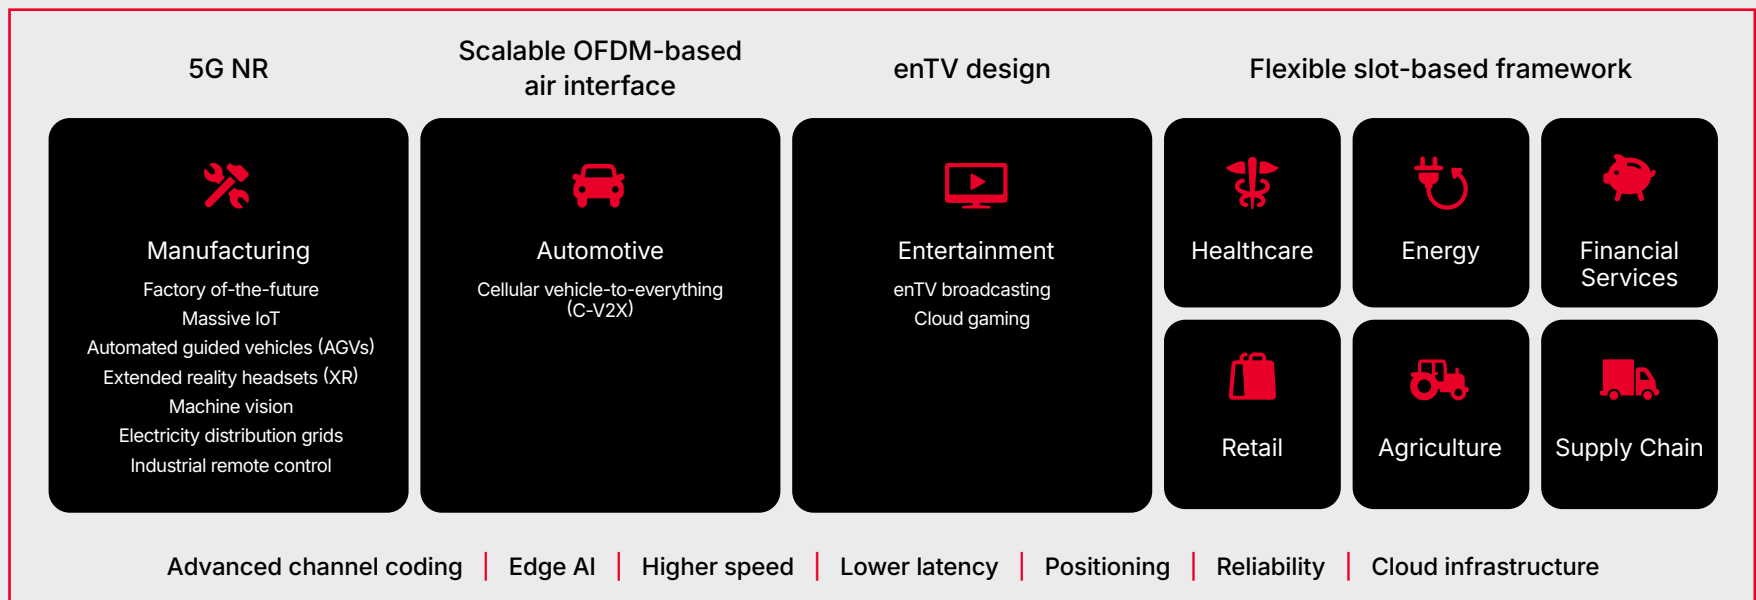 5G NR
Scalable OFDM-based
air interface
enTV design
Flexible slot-based framework
Manufacturing
Factory of-the-future
Massive IoT
Automated guided vehicles (AGVs)
Extended reality headsets (XR)
Machine vision
Electricity distribution grids
Industrial remote control
Automotive
Cellular vehicle-to-everything
(C-V2X)
Entertainment
enTV broadcasting
Cloud gaming
Healthcare
Energy
Financial
Services
Retail
Agriculture
Supply Chain
Advanced channel coding | Edge AI | Higher speed | Lower latency | Positioning | Reliability | Cloud infrastructure